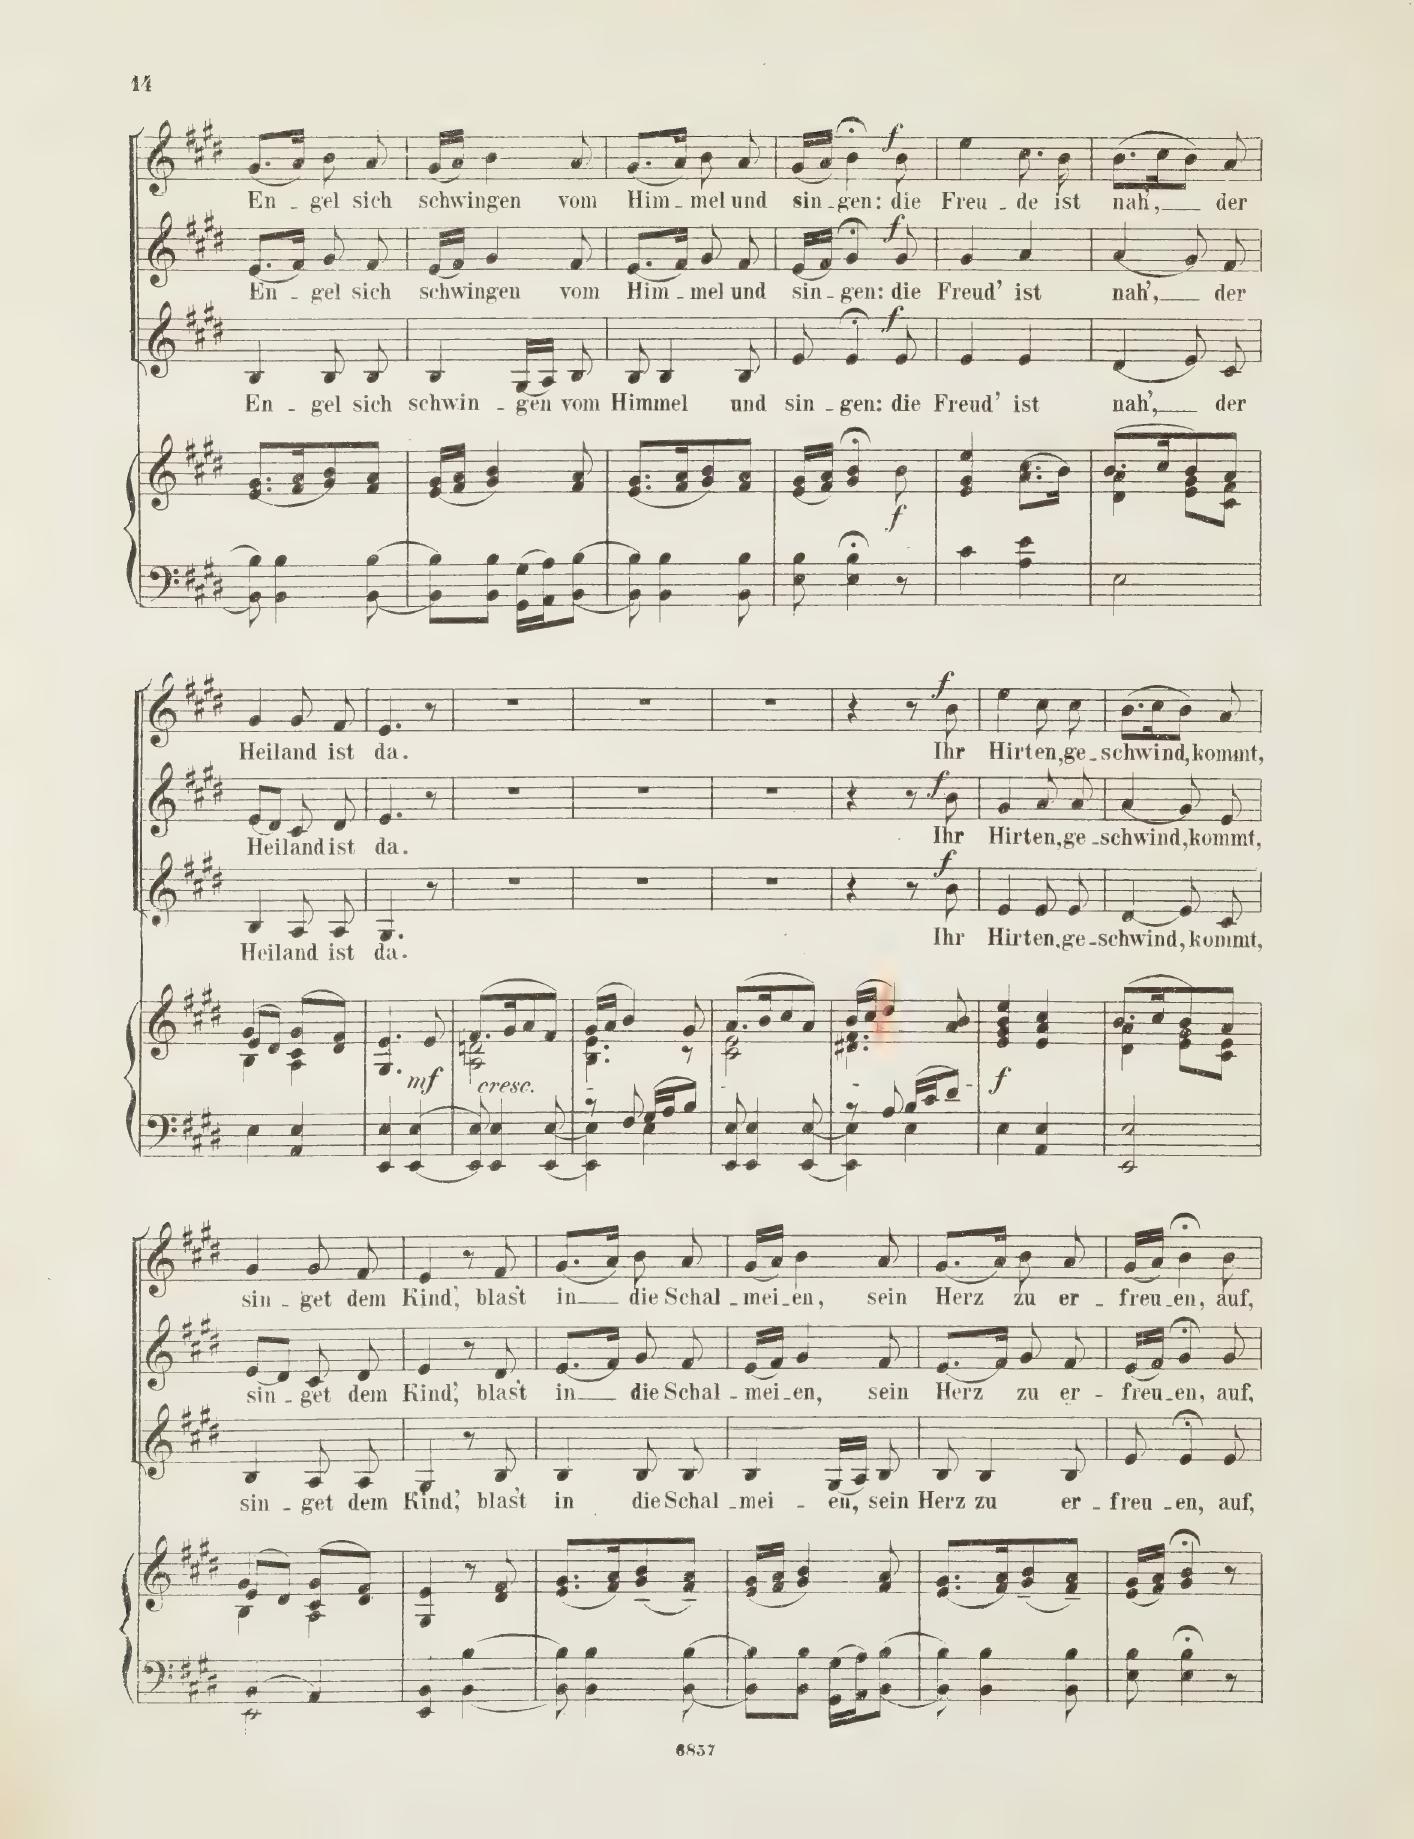 14
f
En - gel sich schwingen vom Him - mel und sin - gen: die Freu - de ist nah', der
f
En - gel sich schwingen vom Him - mel und sin - gen: die Freud' ist nah', der
f
En - gel sich schwin - gen vom Himmel und sin - gen: die Freud' ist nah', der
f
f
Heiland ist da. Ihr Hirten, ge - schwind, kommt,
f
Heiland ist da. Ihr Hirten, ge - schwind, kommt,
f
Heiland ist da. Ihr Hirten, ge - schwind, kommt,
mf cresc. - - - - f
sin - get dem Kind', blas't in die Schal - mei - en, sein Herz zu er - freu - en, auf,
sin - get dem Kind', blas't in die Schal - mei - en, sein Herz zu er - freu - en, auf,
sin - get dem Kind', blas't in die Schal - mei - en, sein Herz zu er - freu - en, auf,
6837